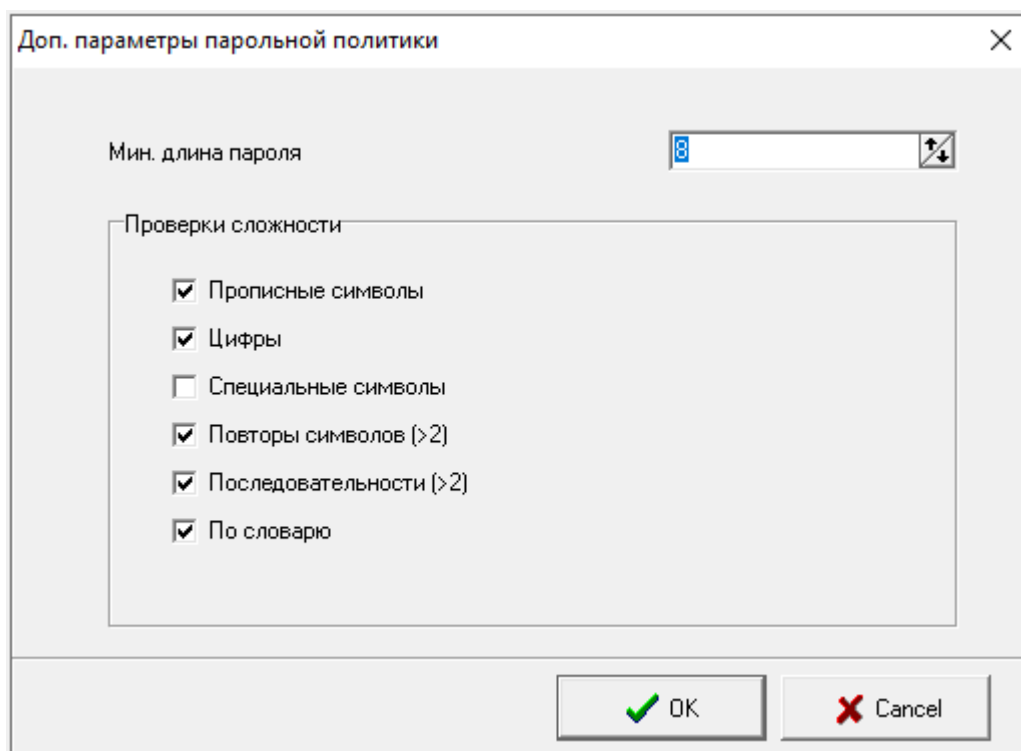 Доп. параметры парольной политики
Мин. длина пароля 8
Проверки сложности
Прописные символы
Цифры
Специальные символы
Повторы символов (>2)
Последовательности (>2)
По словарю
OK Cancel